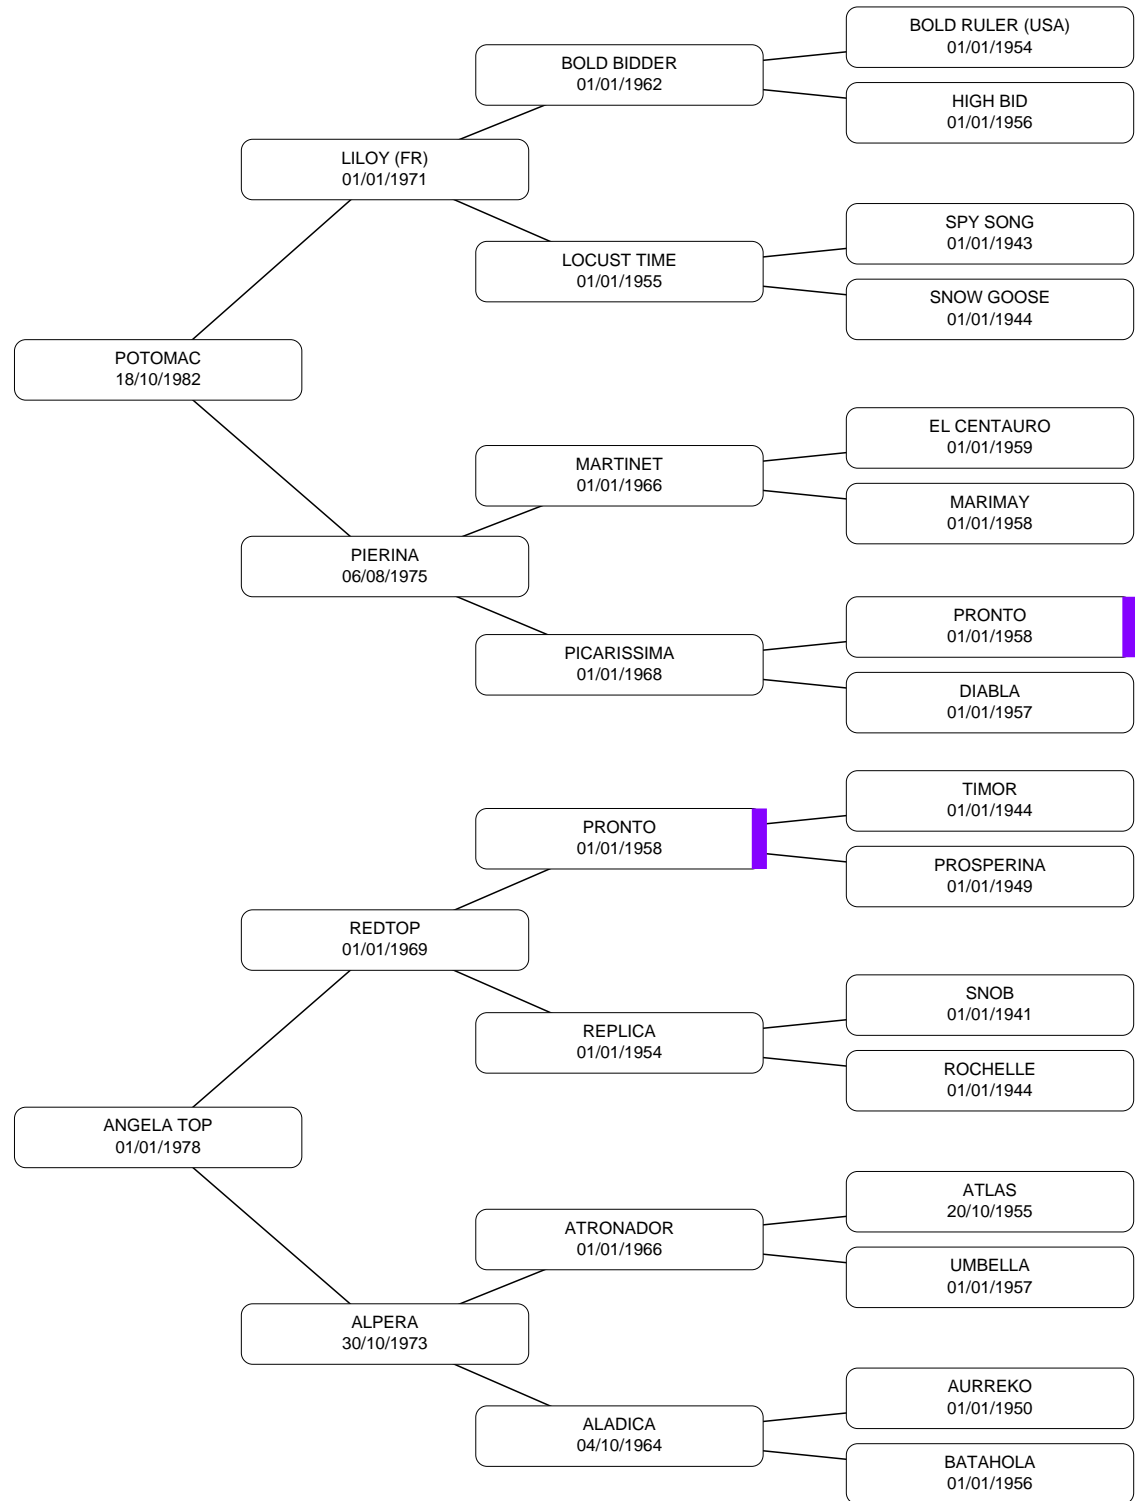 BOLD RULER (USA)
01/01/1954
BOLD BIDDER
01/01/1962
HIGH BID
01/01/1956
LILOY (FR)
01/01/1971
SPY SONG
01/01/1943
LOCUST TIME
01/01/1955
SNOW GOOSE
01/01/1944
POTOMAC
18/10/1982
EL CENTAURO
01/01/1959
MARTINET
01/01/1966
MARIMAY
01/01/1958
PIERINA
06/08/1975
PRONTO
01/01/1958
PICARISSIMA
01/01/1968
DIABLA
01/01/1957
TIMOR
01/01/1944
PRONTO
01/01/1958
PROSPERINA
01/01/1949
REDTOP
01/01/1969
SNOB
01/01/1941
REPLICA
01/01/1954
ROCHELLE
01/01/1944
ANGELA TOP
01/01/1978
ATLAS
20/10/1955
ATRONADOR
01/01/1966
UMBELLA
01/01/1957
ALPERA
30/10/1973
AURREKO
01/01/1950
ALADICA
04/10/1964
BATAHOLA
01/01/1956